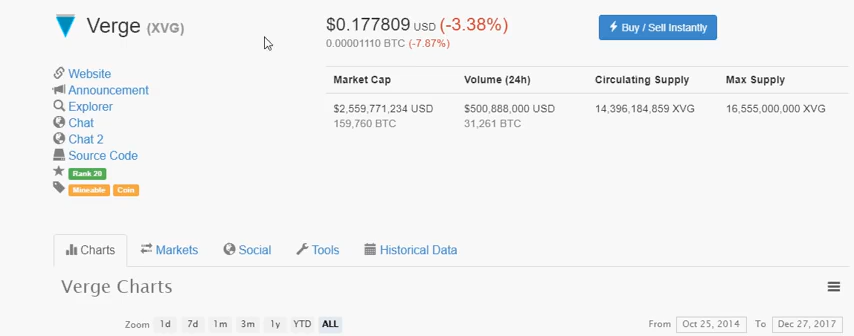 Verge (XVG)
$0.177809 USD (-3.38%)
0.00001110 BTC (-7.87%)
Buy / Sell Instantly
Website
Announcement
Explorer
Chat
Chat 2
Source Code
Rank 20
Mineable Coin
Market Cap Volume (24h) Circulating Supply Max Supply
$2,559,771,234 USD $500,888,000 USD 14,396,184,859 XVG 16,555,000,000 XVG
159,760 BTC 31,261 BTC
Charts Markets Social Tools Historical Data
Verge Charts
Zoom 1d 7d 1m 3m 1y YTD ALL From Oct 25, 2014 To Dec 27, 2017